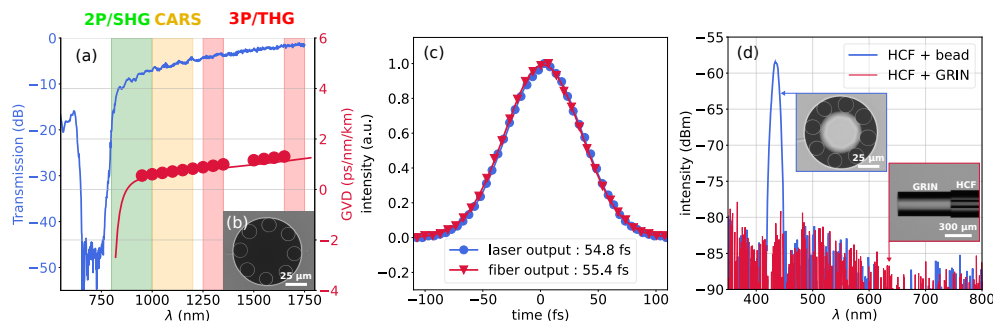 2P/SHG CARS 3P/THG
(a)
Transmission (dB)
0
−10
−20
−30
−40
−50
GVD (ps/nm/km)
6
4
2
0
−2
−4
750 1000 1250 1500 1750
λ (nm)
(b)
25 μm
(c)
intensity (a.u.)
1.0
0.8
0.6
0.4
0.2
0.0
−0.2
laser output : 54.8 fs
fiber output : 55.4 fs
−100 −50 0 50 100
time (fs)
(d)
intensity (dBm)
−55
−60
−65
−70
−75
−80
−85
−90
HCF + bead
HCF + GRIN
25 μm
GRIN HCF
300 μm
400 500 600 700 800
λ (nm)